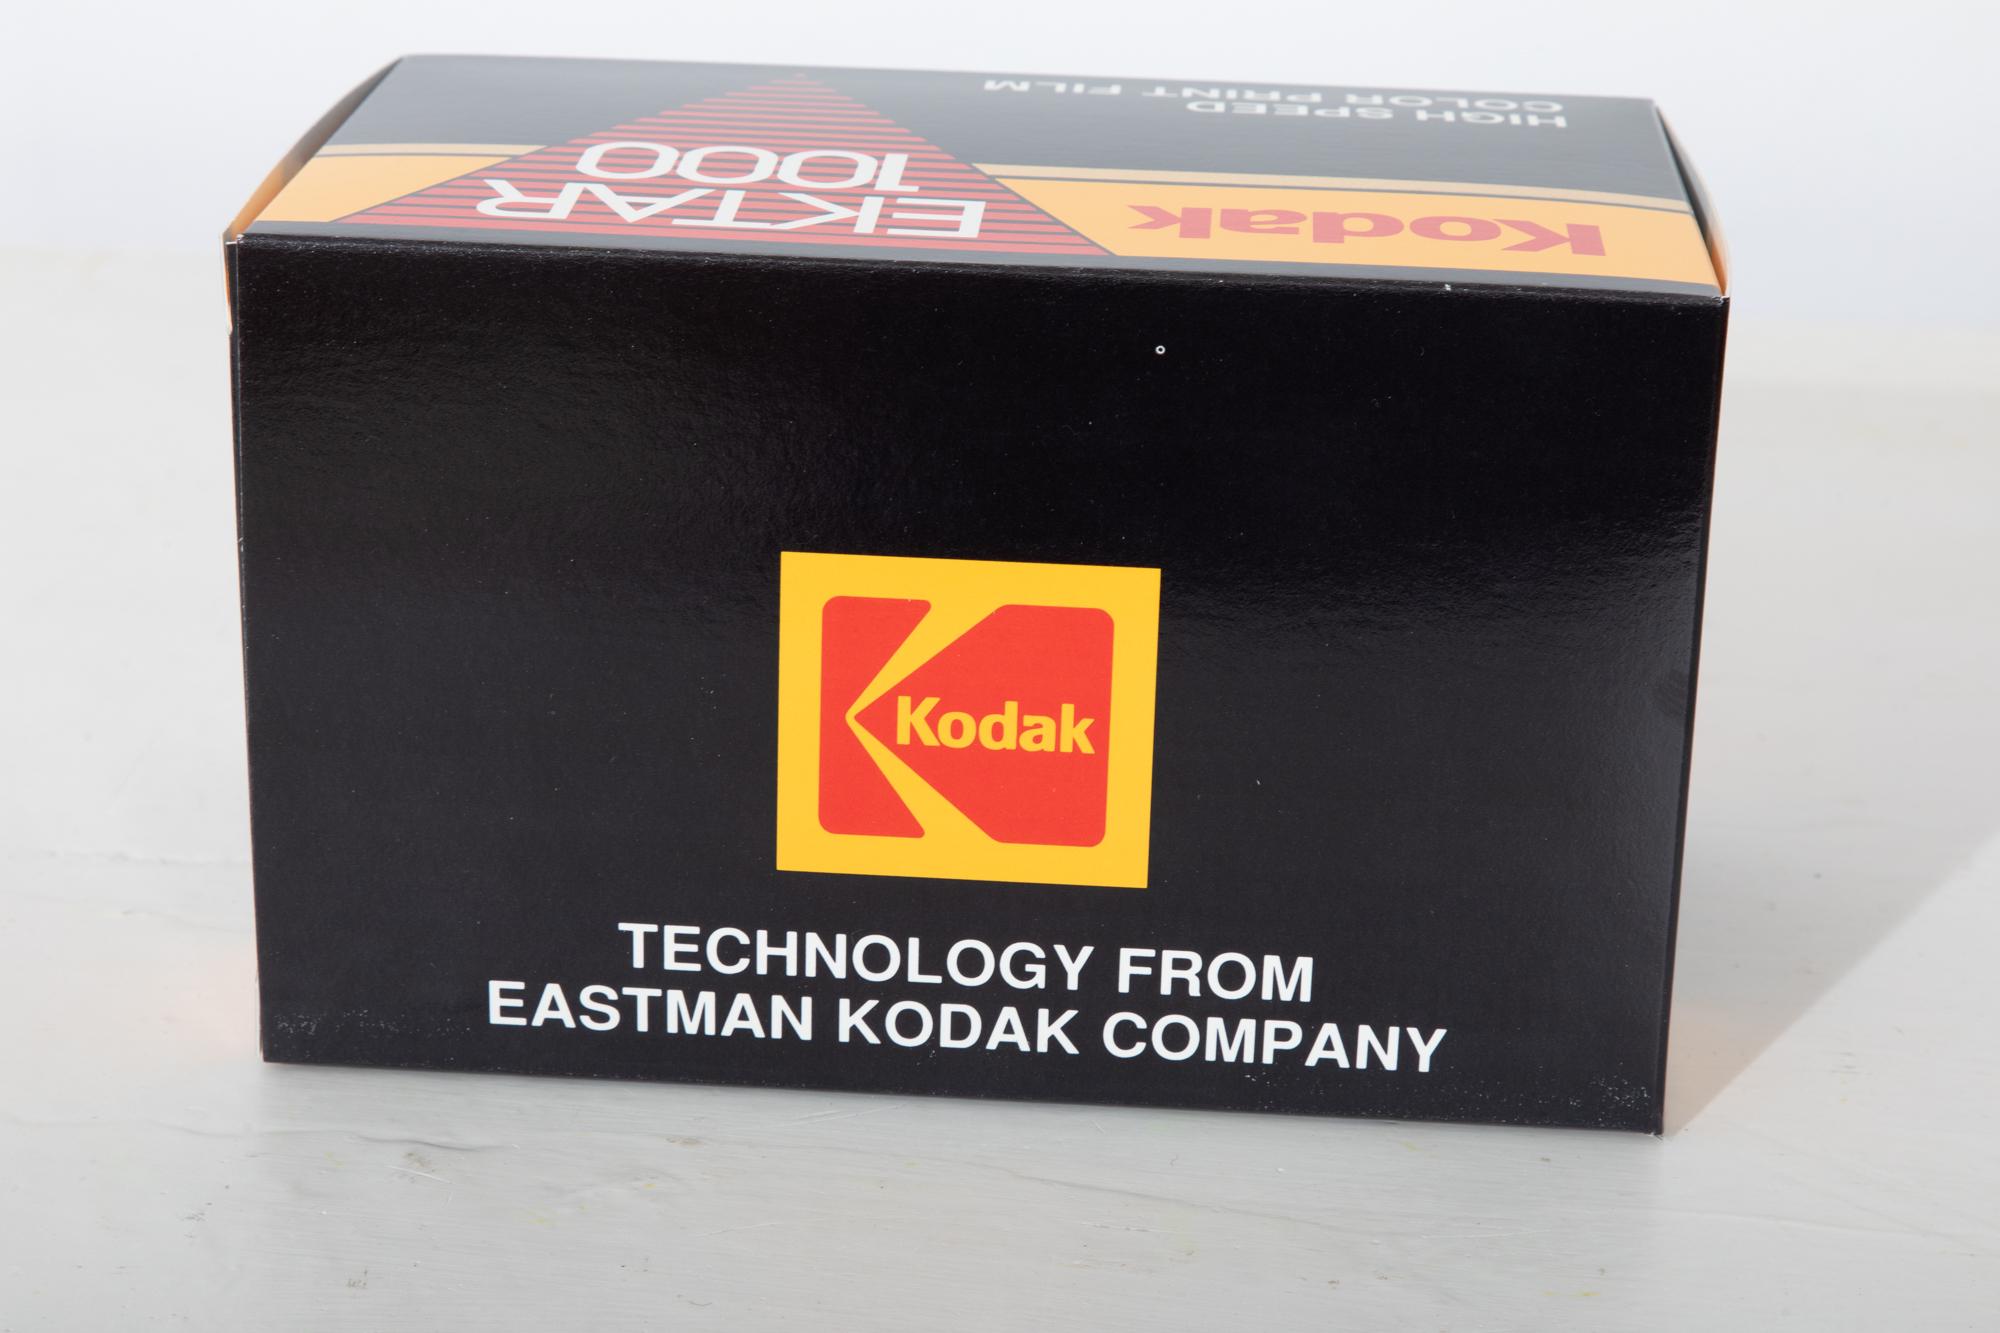 HIGH SPEED
COLOR PRINT FILM
Kodak
EKTAR
1000
Kodak
TECHNOLOGY FROM
EASTMAN KODAK COMPANY